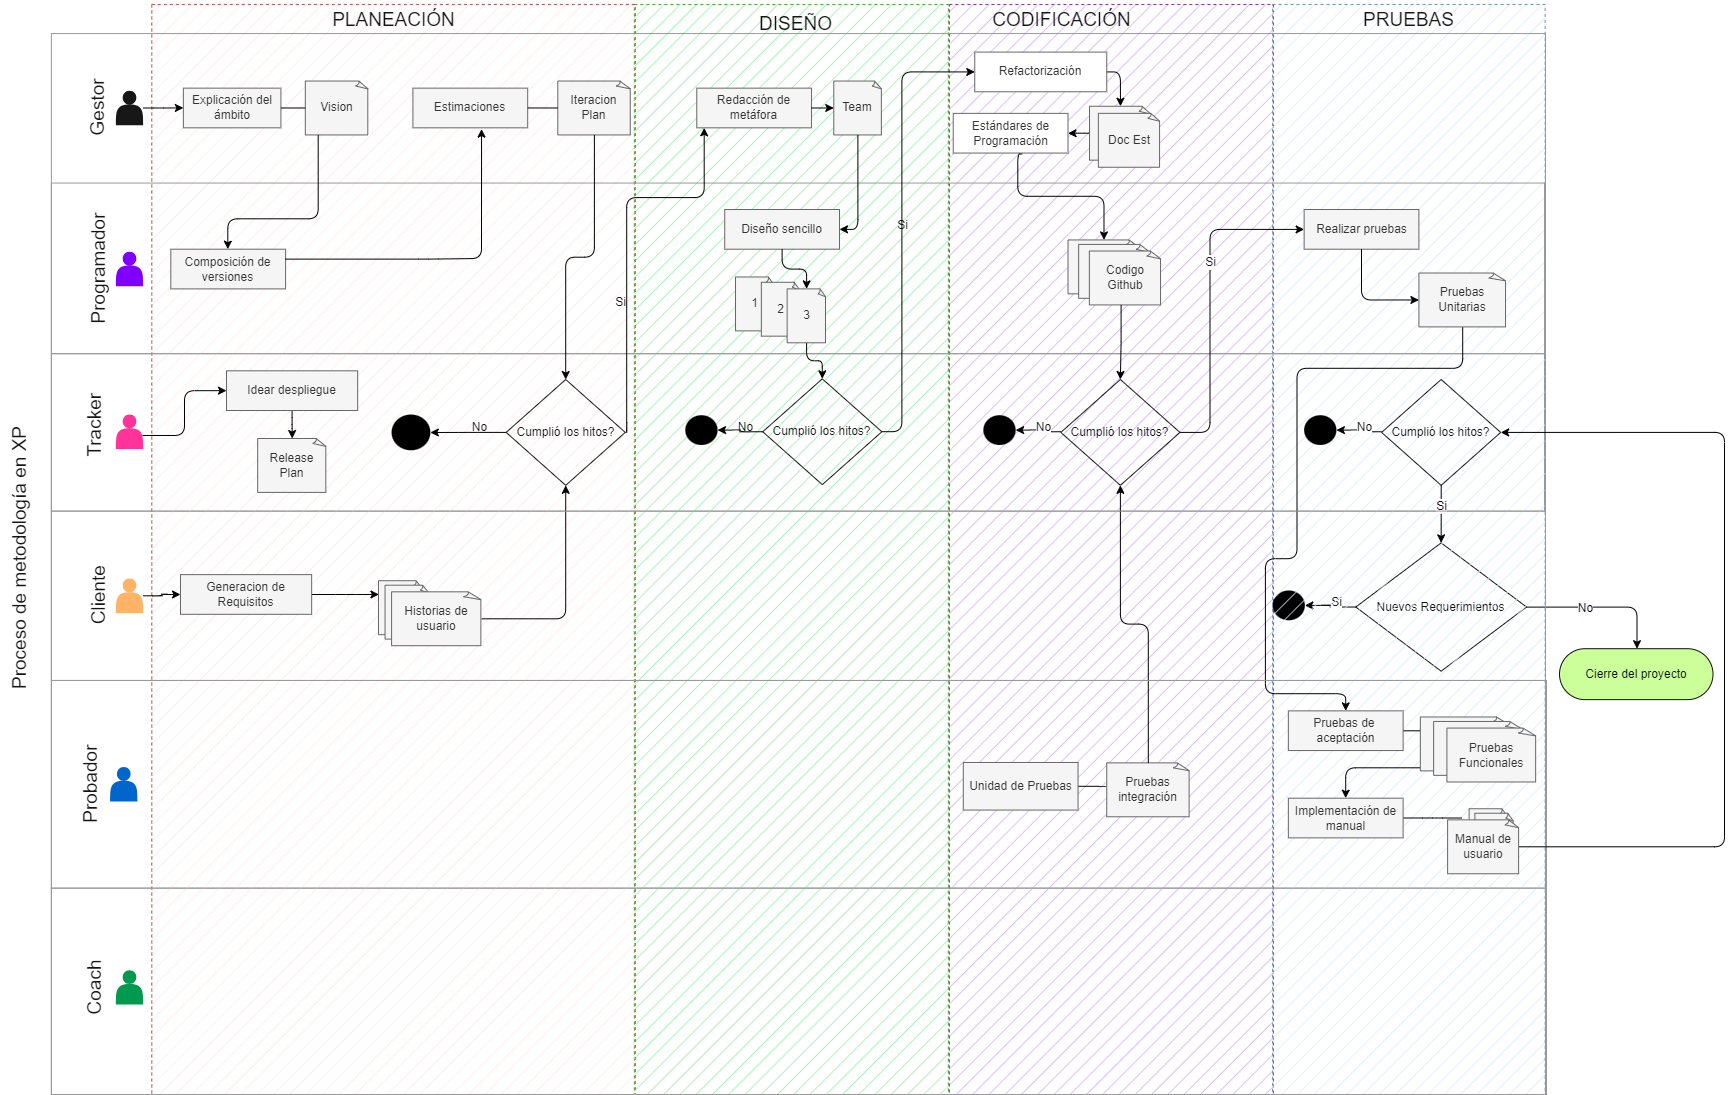 PLANEACIÓN
DISEÑO
CODIFICACIÓN
PRUEBAS
Proceso de metodología en XP
Gestor
Explicación del
ámbito
Vision
Estimaciones
Iteracion
Plan
Redacción de
metáfora
Team
Refactorización
Estándares de
Programación
Doc Est
Programador
Composición de
versiones
Si
Diseño sencillo
1
2
3
Si
Codigo
Github
Si
Realizar pruebas
Pruebas
Unitarias
Tracker
Idear despliegue
Release
Plan
No
Cumplió los hitos?
No
Cumplió los hitos?
No
Cumplió los hitos?
No
Cumplió los hitos?
Si
Cliente
Generacion de
Requisitos
Historias de
usuario
Si
Nuevos Requerimientos
No
Cierre del proyecto
Probador
Unidad de Pruebas
Pruebas
integración
Pruebas de
aceptación
Pruebas
Funcionales
Implementación de
manual
Manual de
usuario
Coach